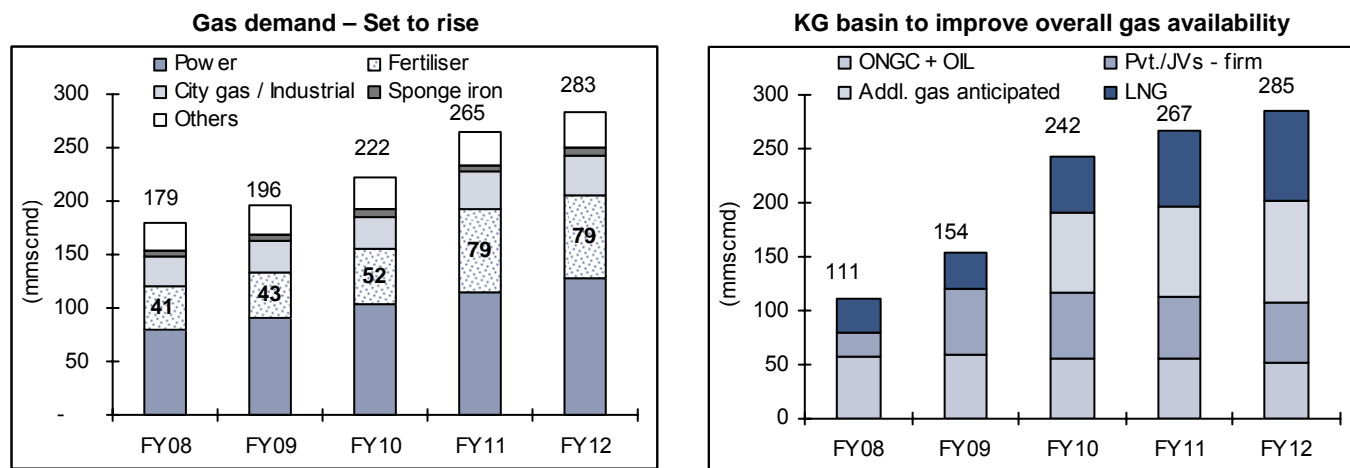 Gas demand – Set to rise
Power Fertiliser
City gas / Industrial Sponge iron
Others
(mmscmd)
300
250
200
150
100
50
-
179 196 222 265 283
41 43 52 79 79
FY08 FY09 FY10 FY11 FY12
KG basin to improve overall gas availability
ONGC + OIL Pvt./JVs - firm
Addl. gas anticipated LNG
(mmscmd)
300
250
200
150
100
50
0
111 154 242 267 285
FY08 FY09 FY10 FY11 FY12